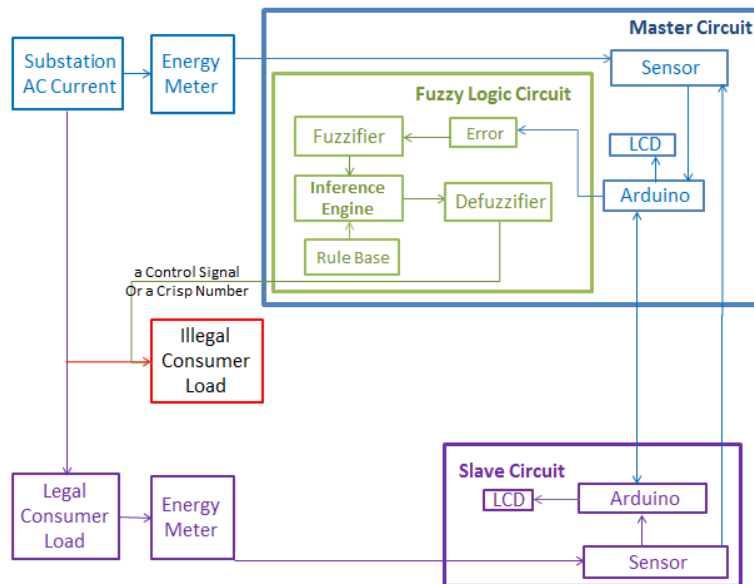 Master Circuit
Substation
AC Current
Energy
Meter
Sensor
Fuzzy Logic Circuit
Fuzzifier
Error
LCD
Inference
Engine
Defuzzifier
Arduino
Rule Base
a Control Signal
Or a Crisp Number
Illegal
Consumer
Load
Slave Circuit
Legal
Consumer
Load
Energy
Meter
LCD
Arduino
Sensor